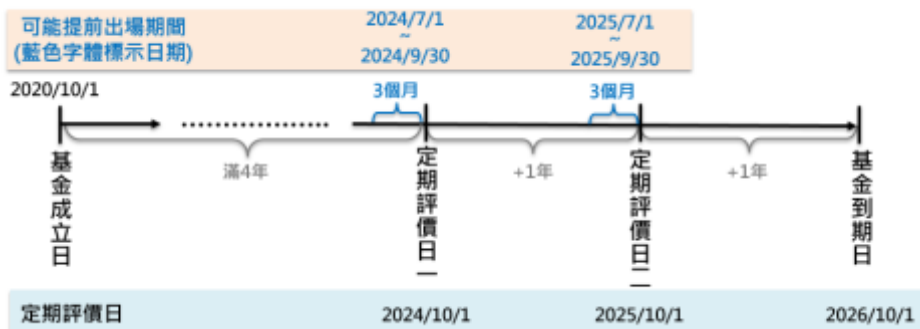 可能提前出場期間
(藍色字體標示日期)
2024/7/1
~
2024/9/30
2025/7/1
~
2025/9/30
2020/10/1
3個月
3個月
滿4年
+1年
+1年
基金成立日
定期評價日一
定期評價日二
基金到期日
定期評價日
2024/10/1
2025/10/1
2026/10/1